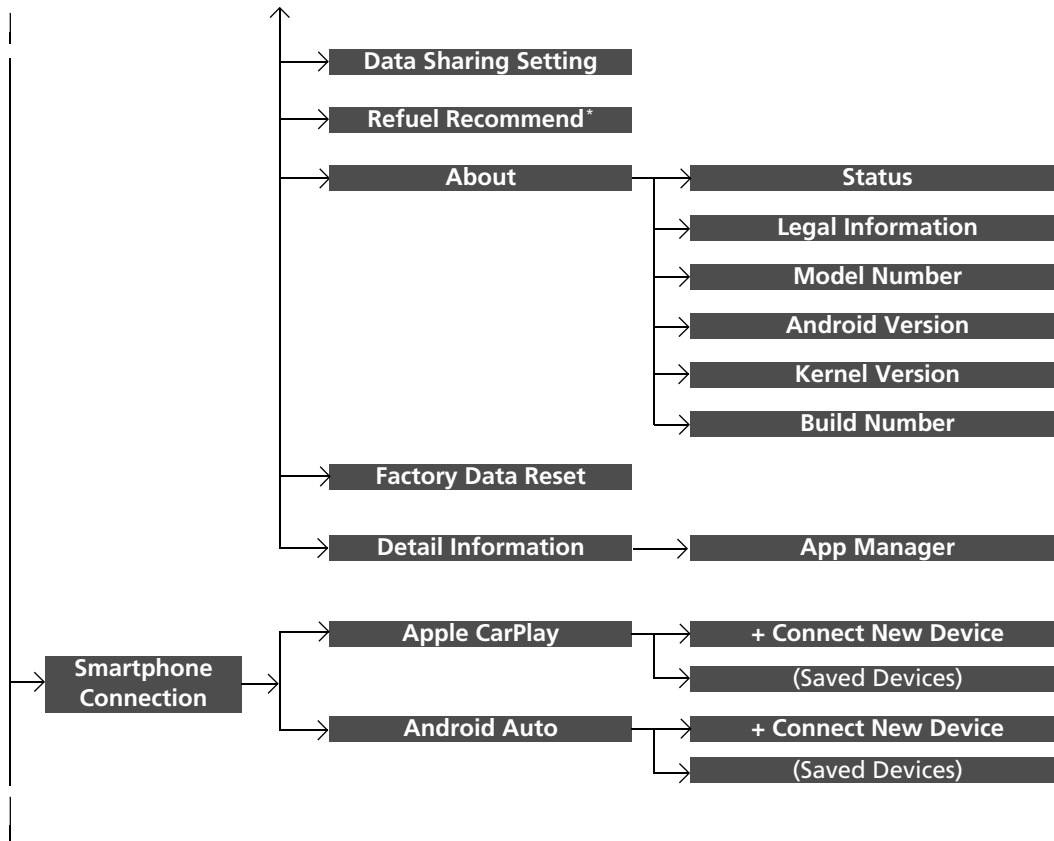 Data Sharing Setting
Refuel Recommend*
About
Status
Legal Information
Model Number
Android Version
Kernel Version
Build Number
Factory Data Reset
Detail Information
App Manager
Smartphone
Connection
Apple CarPlay
+ Connect New Device
(Saved Devices)
Android Auto
+ Connect New Device
(Saved Devices)